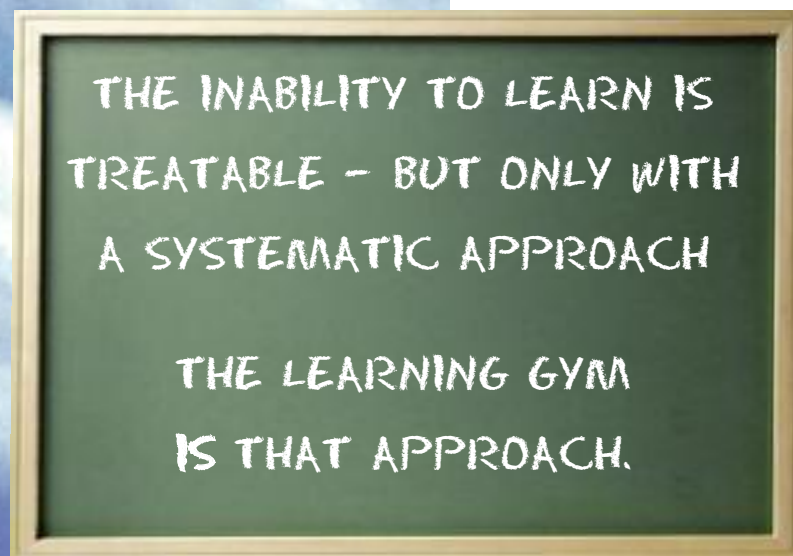 THE INABILITY TO LEARN IS
TREATABLE - BUT ONLY WITH
A SYSTEMATIC APPROACH
THE LEARNING GYM
IS THAT APPROACH.